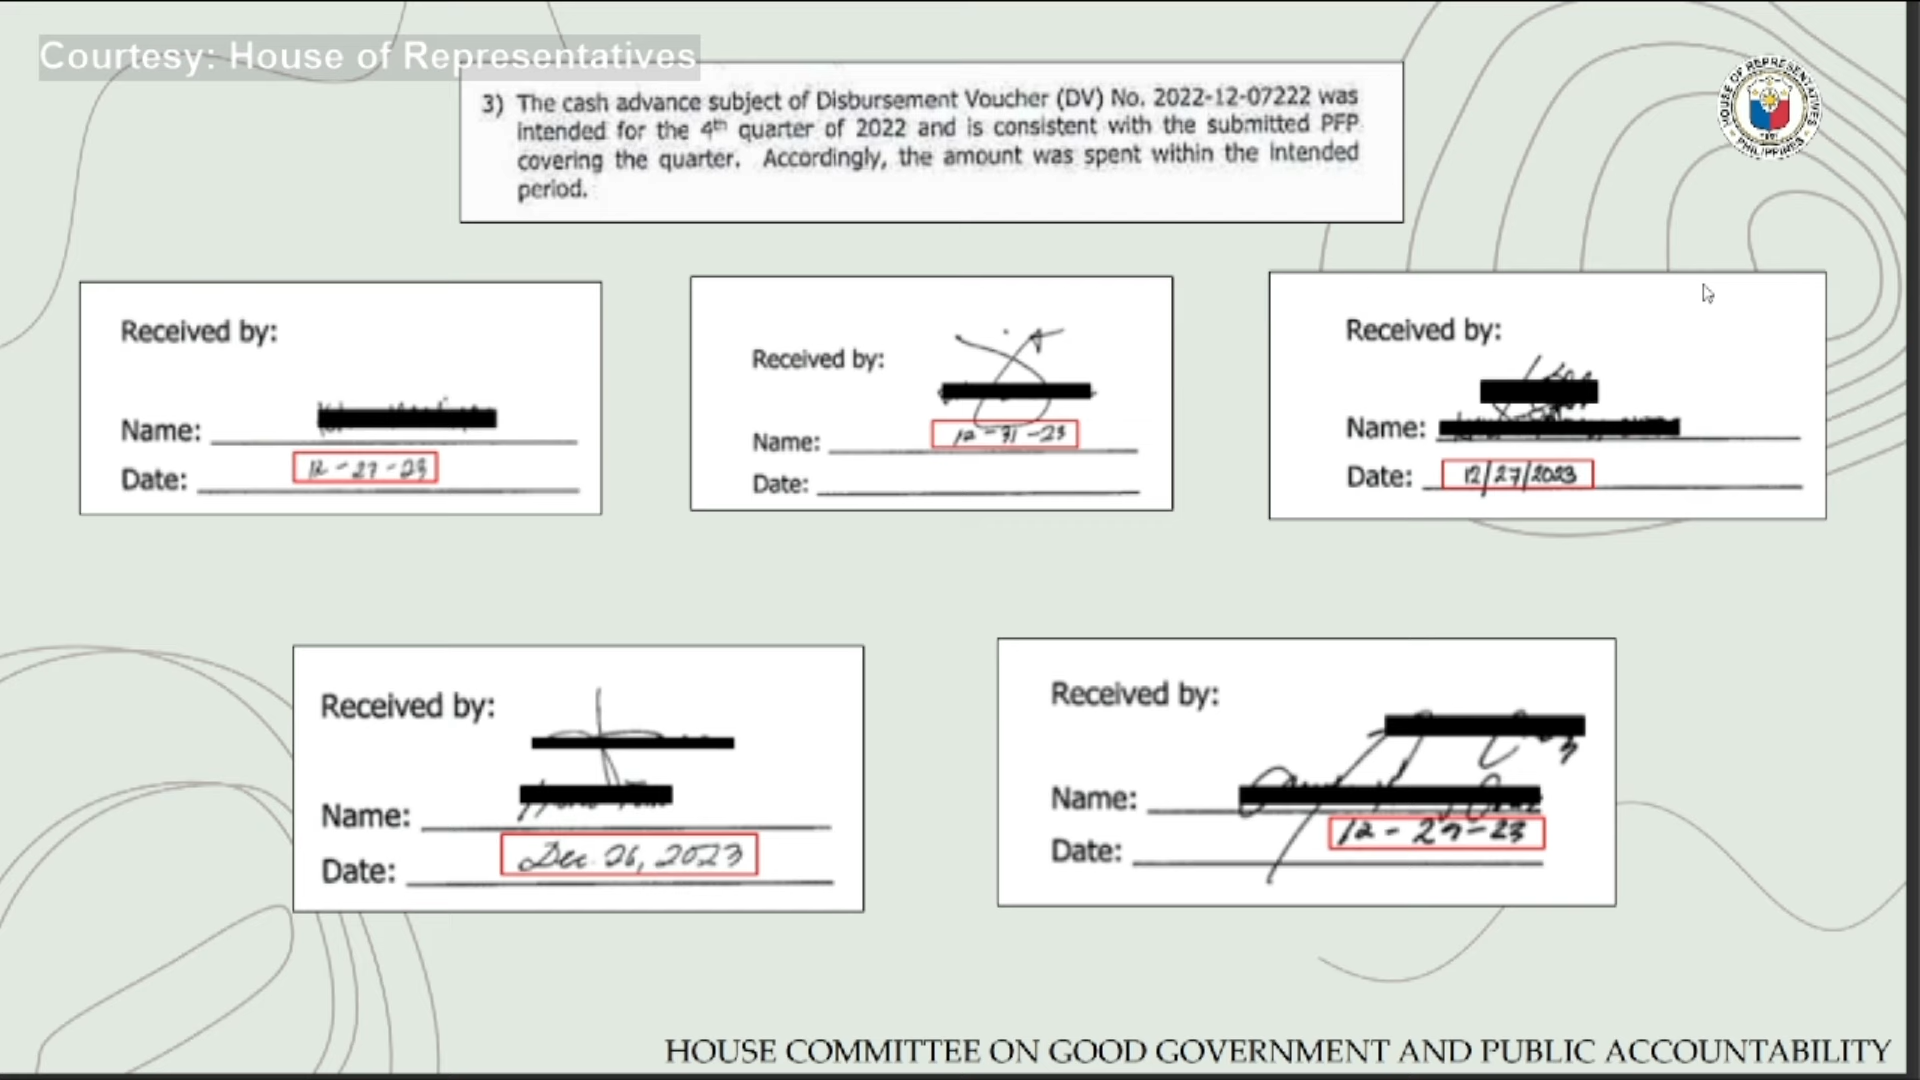 Courtesy: House of Representatives
3) The cash advance subject of Disbursement Voucher (DV) No. 2022-12-07222 was
intended for the 4th quarter of 2022 and is consistent with the submitted PFP
covering the quarter. Accordingly, the amount was spent within the intended
period.
HOUSE OF REPRESENTATIVES
PHILIPPINES
Received by:
Name:
Date: 12-27-23
Received by:
12-31-23
Name:
Date:
Received by:
Name:
Date: 12/27/2023
Received by:
Name:
Date: Dec. 26, 2023
Received by:
Name:
12-27-23
Date:
HOUSE COMMITTEE ON GOOD GOVERNMENT AND PUBLIC ACCOUNTABILITY